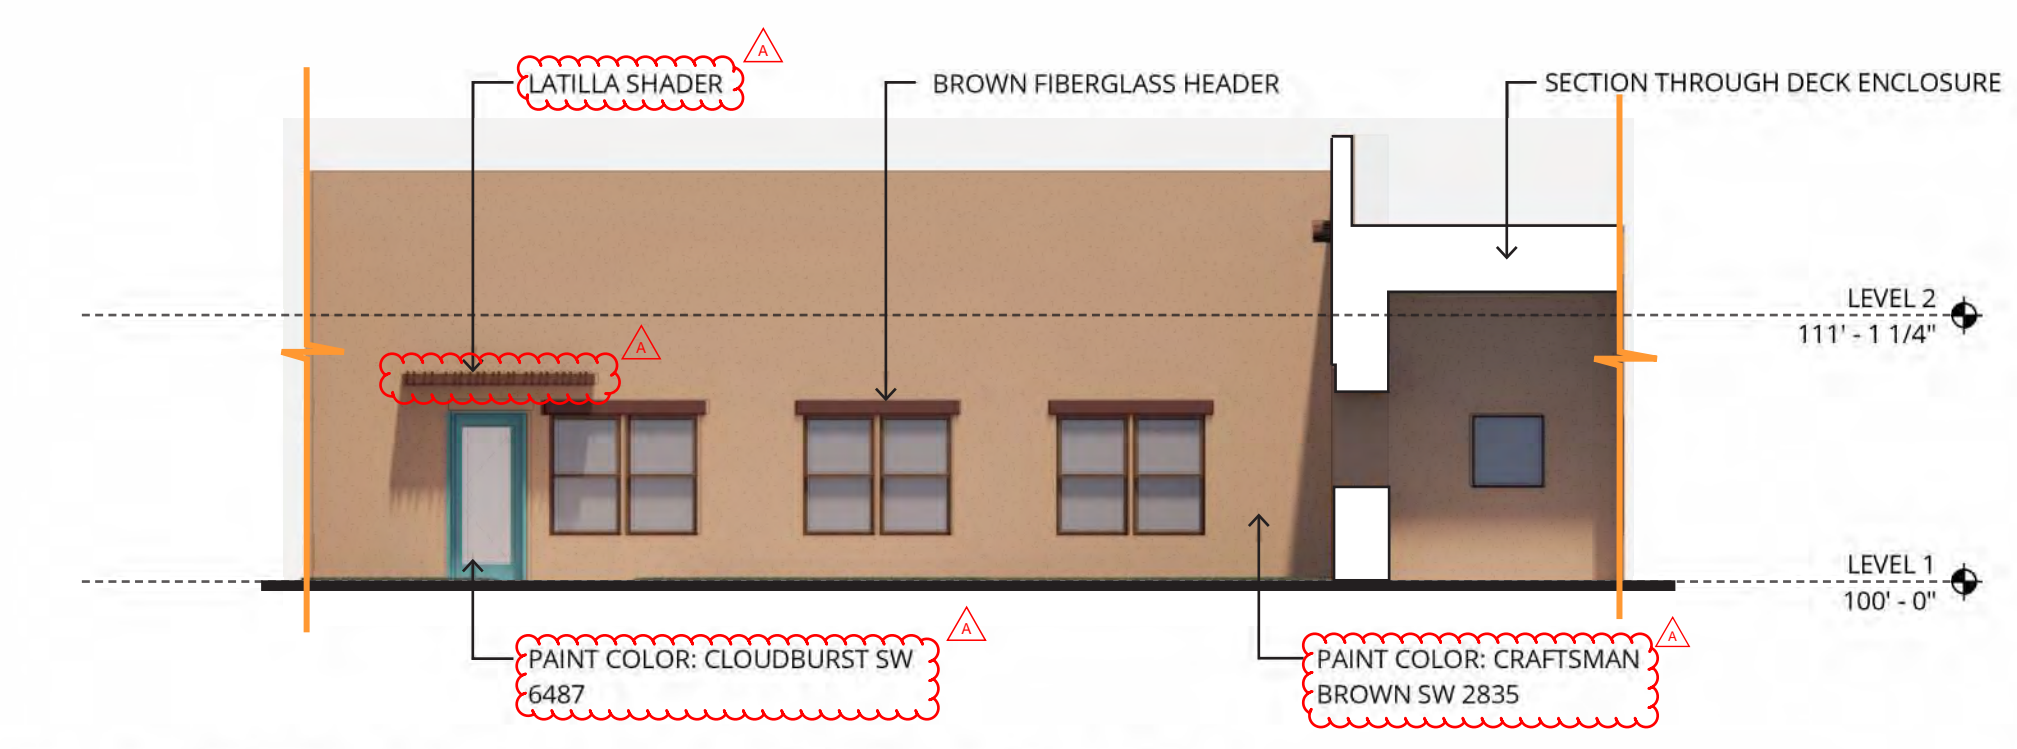 LATILLA SHADER
A
BROWN FIBERGLASS HEADER
SECTION THROUGH DECK ENCLOSURE
LEVEL 2
111' - 1 1/4"
A
LEVEL 1
100' - 0"
PAINT COLOR: CLOUDBURST SW
6487
A
PAINT COLOR: CRAFTSMAN
BROWN SW 2835
A